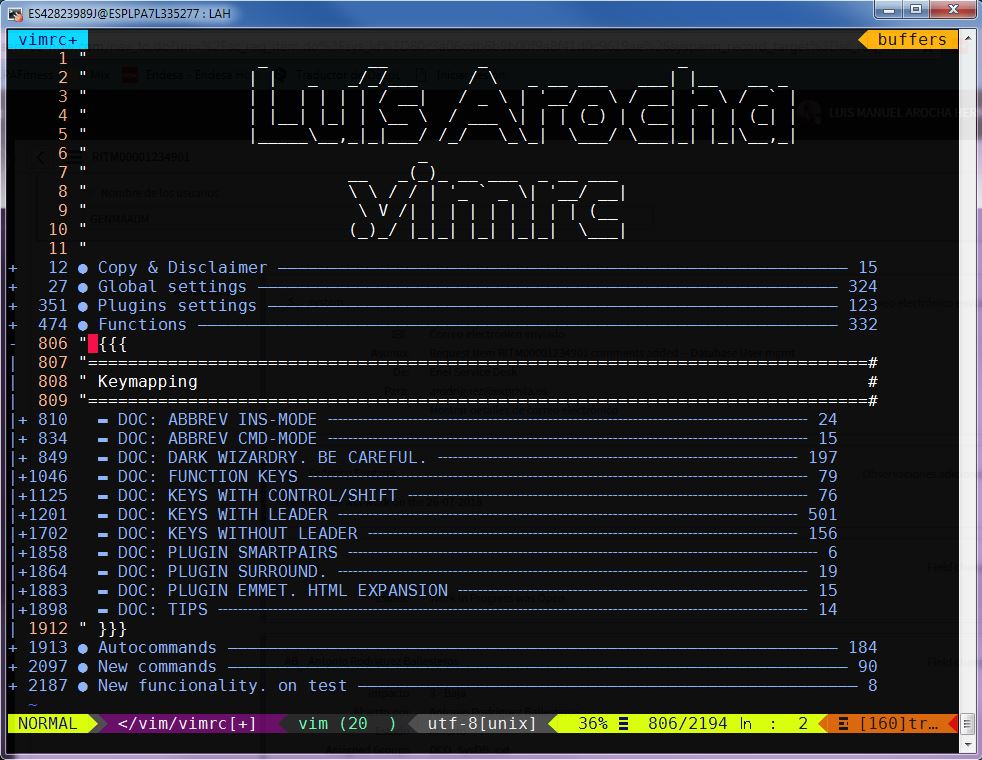 ES42823989J@ESPLPA7L335277 : LAH
vimrc+ buffers
1 "
2 "
3 "
4 "
5 "
6 "
7 "
8 "
9 "
10 "
11 "
Luis Arocha
vimrc
+ 12 ● Copy & Disclaimer 15
+ 27 ● Global settings 324
+ 351 ● Plugins settings 123
+ 474 ● Functions 332
- 806 " {{{
| 807 "==============================================================================#
| 808 " Keymapping #
| 809 "==============================================================================#
|+ 810 ▬ DOC: ABBREV INS-MODE 24
|+ 834 ▬ DOC: ABBREV CMD-MODE 15
|+ 849 ▬ DOC: DARK WIZARDRY. BE CAREFUL. 197
|+1046 ▬ DOC: FUNCTION KEYS 79
|+1125 ▬ DOC: KEYS WITH CONTROL/SHIFT 76
|+1201 ▬ DOC: KEYS WITH LEADER 501
|+1702 ▬ DOC: KEYS WITHOUT LEADER 156
|+1858 ▬ DOC: PLUGIN SMARTPAIRS 6
|+1864 ▬ DOC: PLUGIN SURROUND. 19
|+1883 ▬ DOC: PLUGIN EMMET. HTML EXPANSION 15
|+1898 ▬ DOC: TIPS 14
| 1912 " }}}
+ 1913 ● Autocommands 184
+ 2097 ● New commands 90
+ 2187 ● New funcionality. on test 8
~
NORMAL </vim/vimrc[+] vim (20 ) utf-8[unix] 36% ☰ 806/2194 ln : 2 Ξ [160]tr…